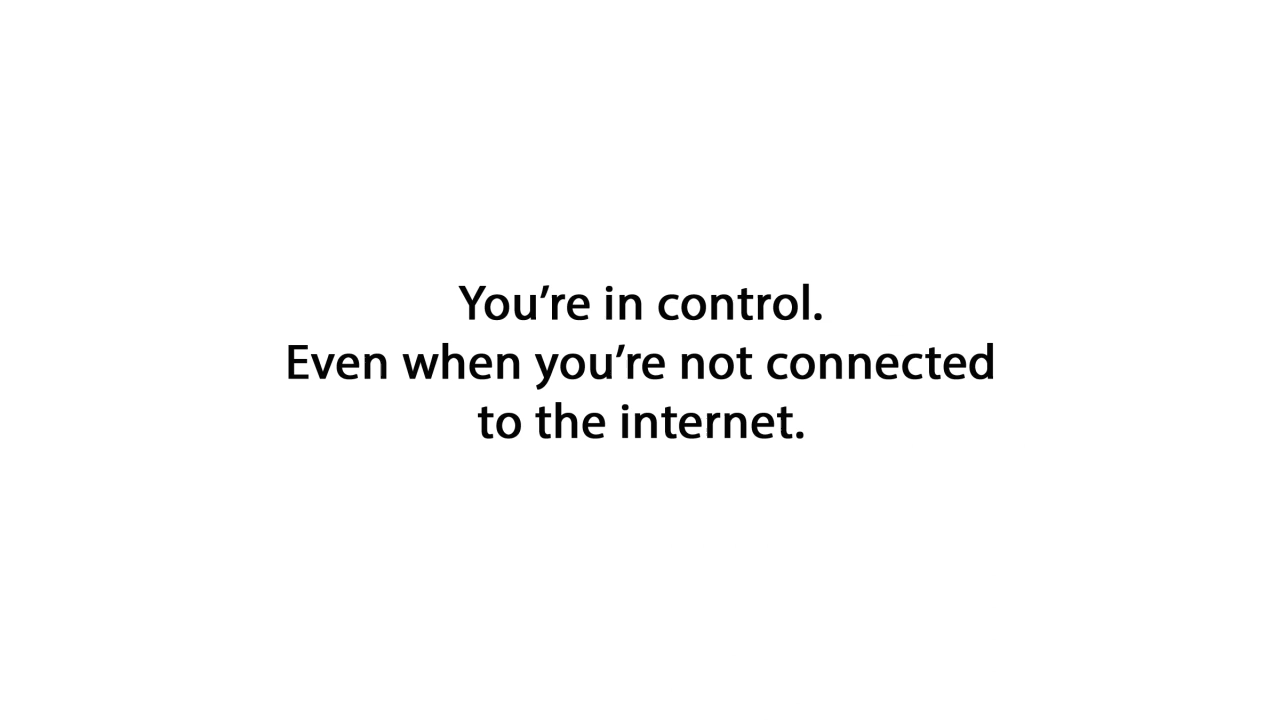 You’re in control.
Even when you’re not connected
to the internet.